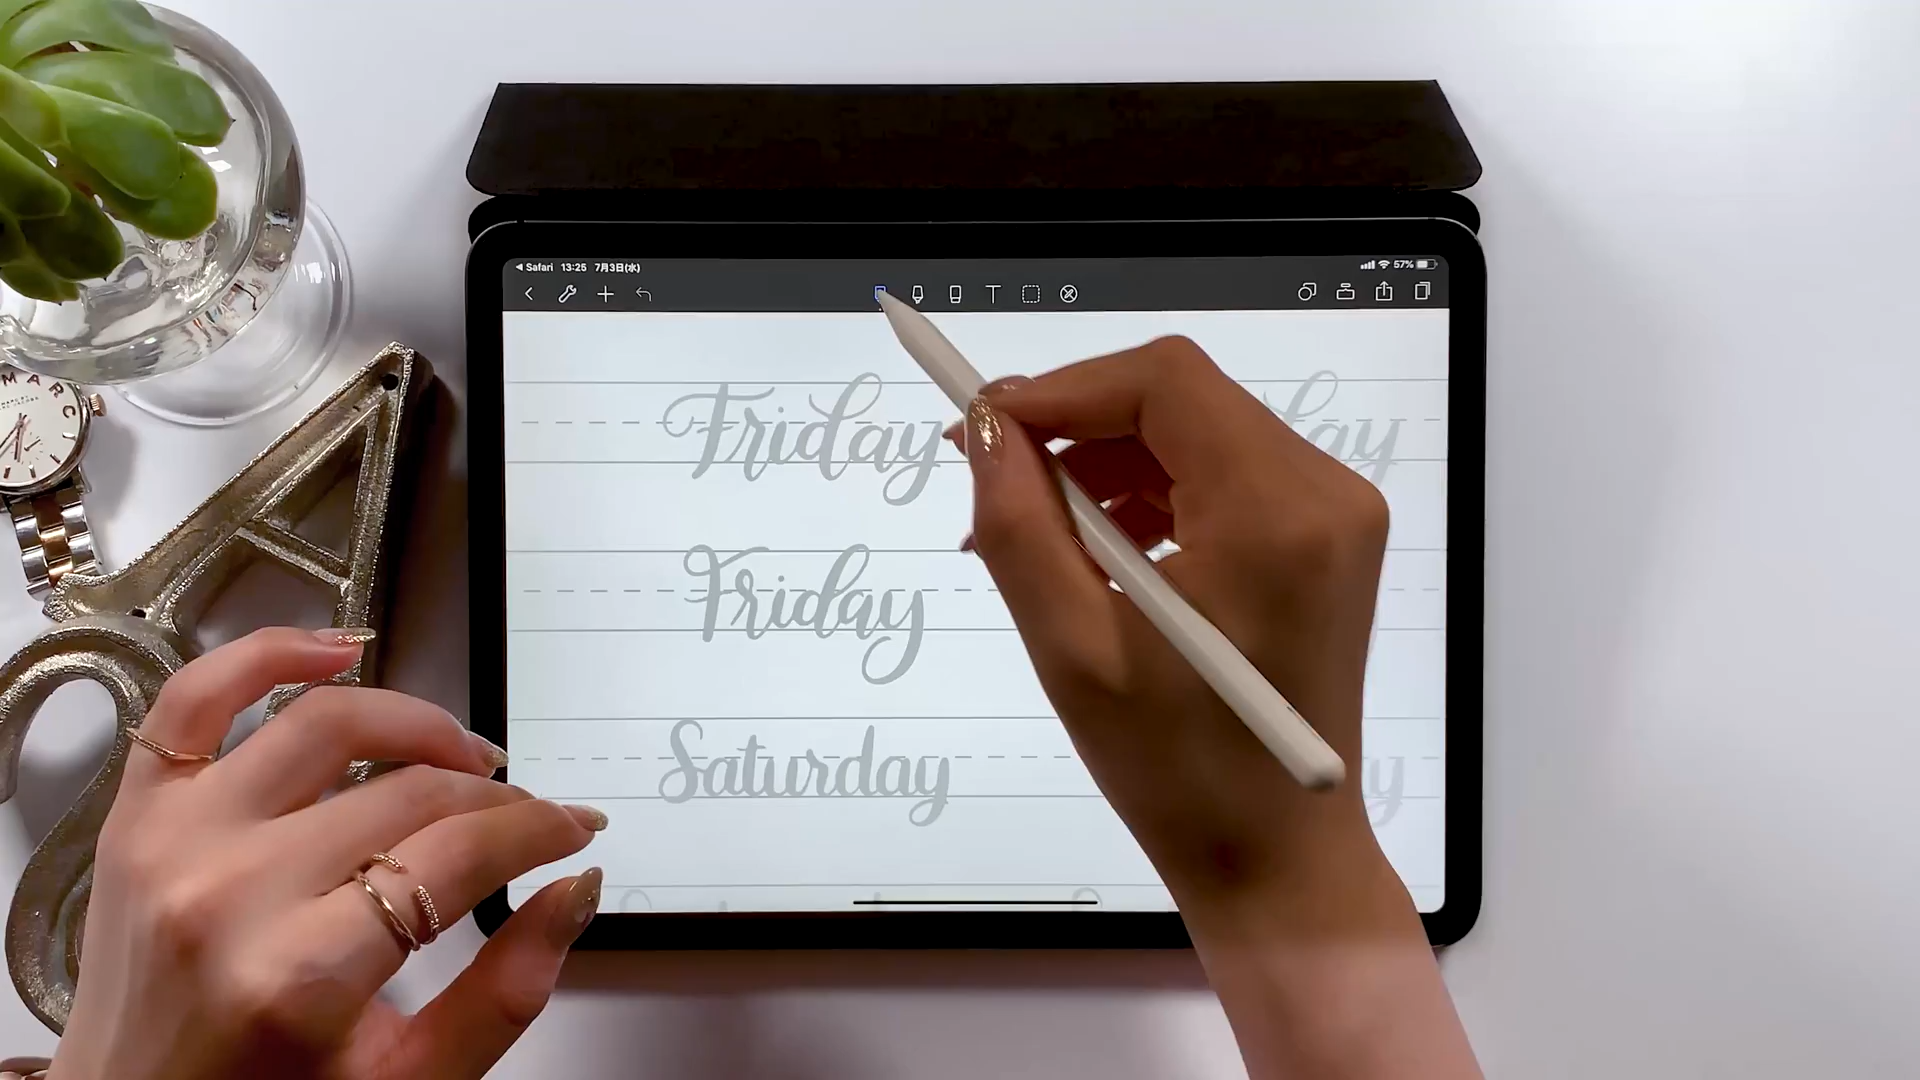 MARC
Safari 13:25 7月3日(水) 57%
Friday
Friday
Saturday